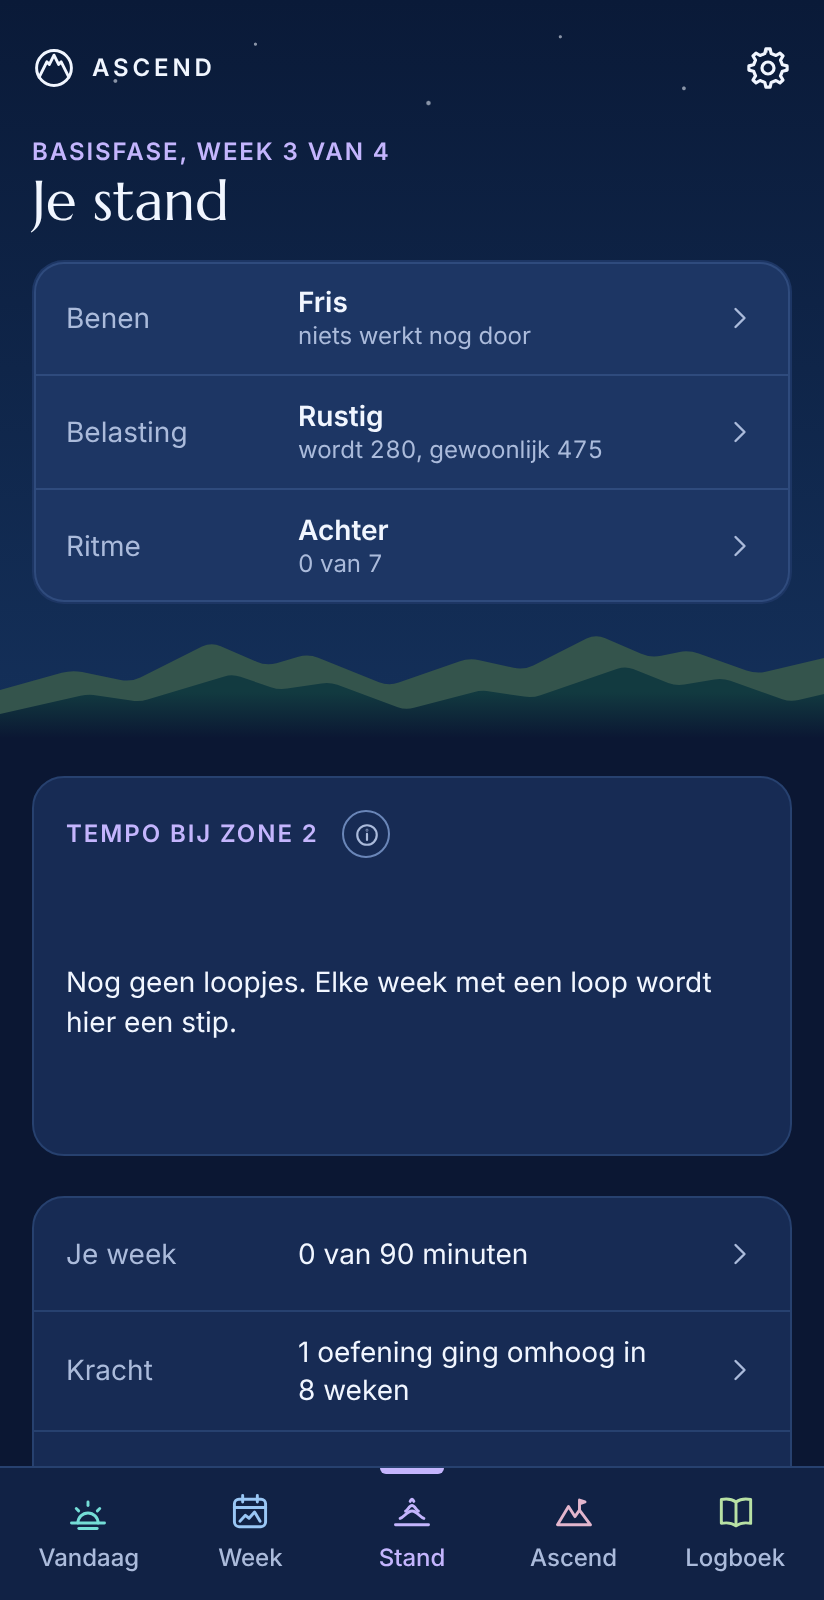 ASCEND
BASISFASE, WEEK 3 VAN 4
Je stand
Benen
Fris
niets werkt nog door
Belasting
Rustig
wordt 280, gewoonlijk 475
Ritme
Achter
0 van 7
TEMPO BIJ ZONE 2
Nog geen loopjes. Elke week met een loop wordt
hier een stip.
Je week
0 van 90 minuten
Kracht
1 oefening ging omhoog in
8 weken
Vandaag
Week
Stand
Ascend
Logboek